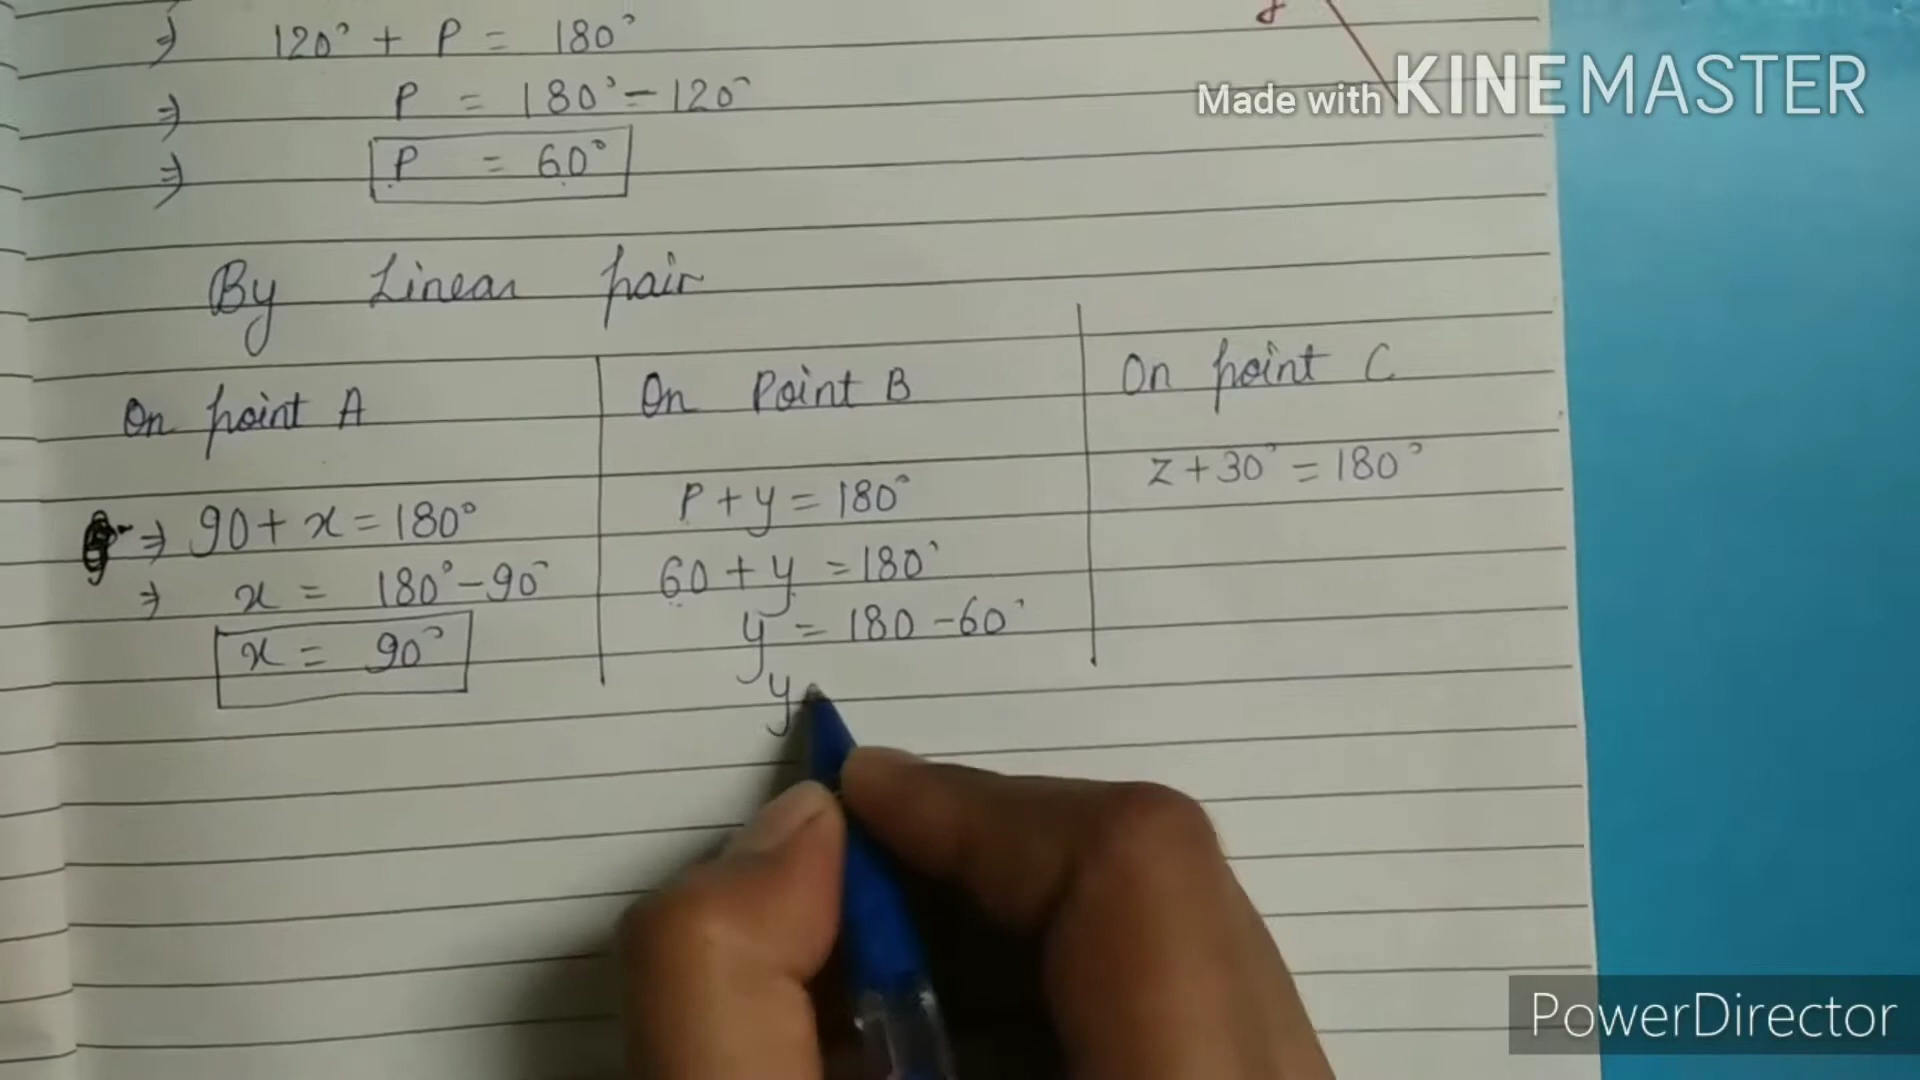 ⇒ 120° + P = 180°
⇒ P = 180° - 120°
⇒ P = 60°
Made with KINEMASTER
By Linear pair
On point A
⇒ 90 + x = 180°
⇒ x = 180° - 90°
x = 90°
On Point B
P + y = 180°
60 + y = 180°
y = 180 - 60°
y
On point C
z + 30° = 180°
PowerDirector